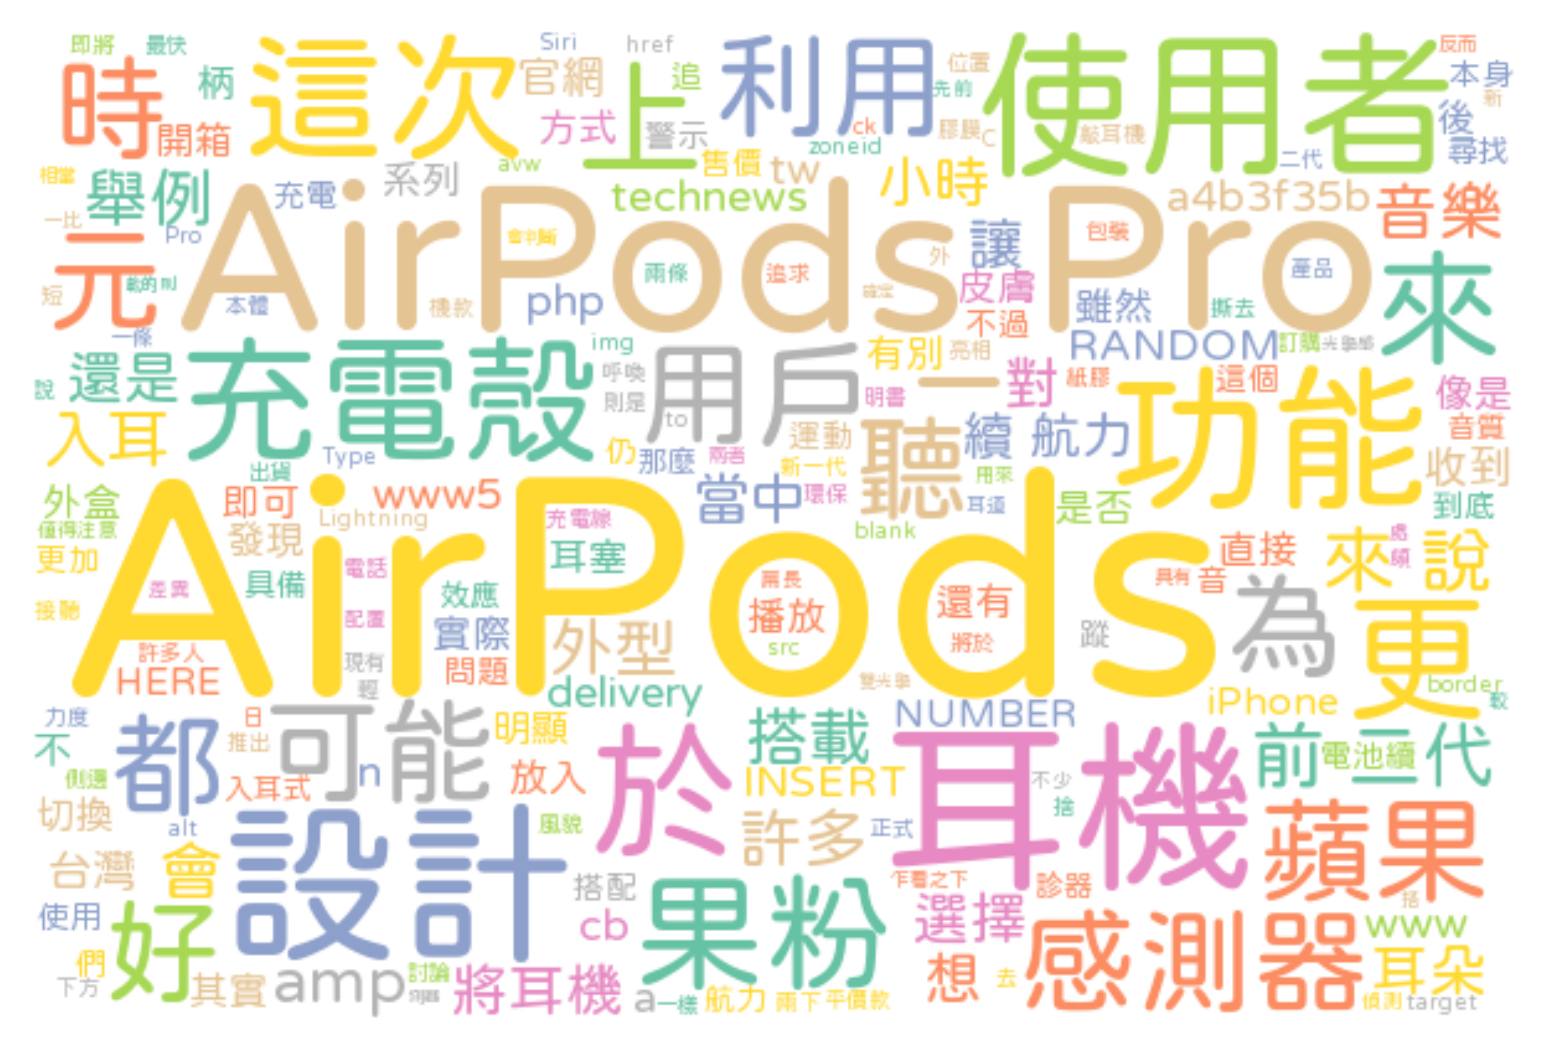 即將 最快 Siri href 官網 追 利用 位置 使用者 反而 本身
時 柄 這次 上 先前 新
開箱 方式 警示 ck 膠膜 C 敲耳機 後
zoneid 二代 尋找
相當 舉例 充電 系列 avw 售價 tw 小時 a4b3f35b 音樂
technews
一比 Pro AirPods Pro 會判斷 讓 包裝
元 兩條 追求 外 產品 來
短 本體 機款 php 確定 皮膚 雖然 撕去
一條 不過
還是 充電殼 img 用戶 有別 亮相 RANDOM 訂購
說 呼喚 一對 紙膠 這個 功能 像是
則是 to 明書
入耳 運動 聽 續航力 音質
出貨 Type 仍 那麼 兩者 新一代 用來 收到
外盒 即可 www5 當中 環保 耳道 是否 到底
值得注意 發現 Lightning 充電線 blank
更加 電話 耳塞 直接 來說
AirPods
差異 具備 效應 篇長 還有 具有 音 為
接聽 配置 實際 外型 播放 蹤 更
許多人 現有 問題 src 將於
HERE 輕 delivery 雙光學 iPhone border
力度 日 可能 明顯 NUMBER 較
不 都 推出 於 搭載 耳機 前二代 電池續
側邊 入耳式 n 放入 INSERT 不少
切換 alt 設計 風貌 許多 正式 捨 蘋果
台灣 會 搭配 果粉 乍看之下 診器
使用 好 cb 選擇 感測器 www
們 討論 想 去 耳朵
下方 其實 amp 將耳機 a 一樣 航力 兩下 平價款 偵測 target